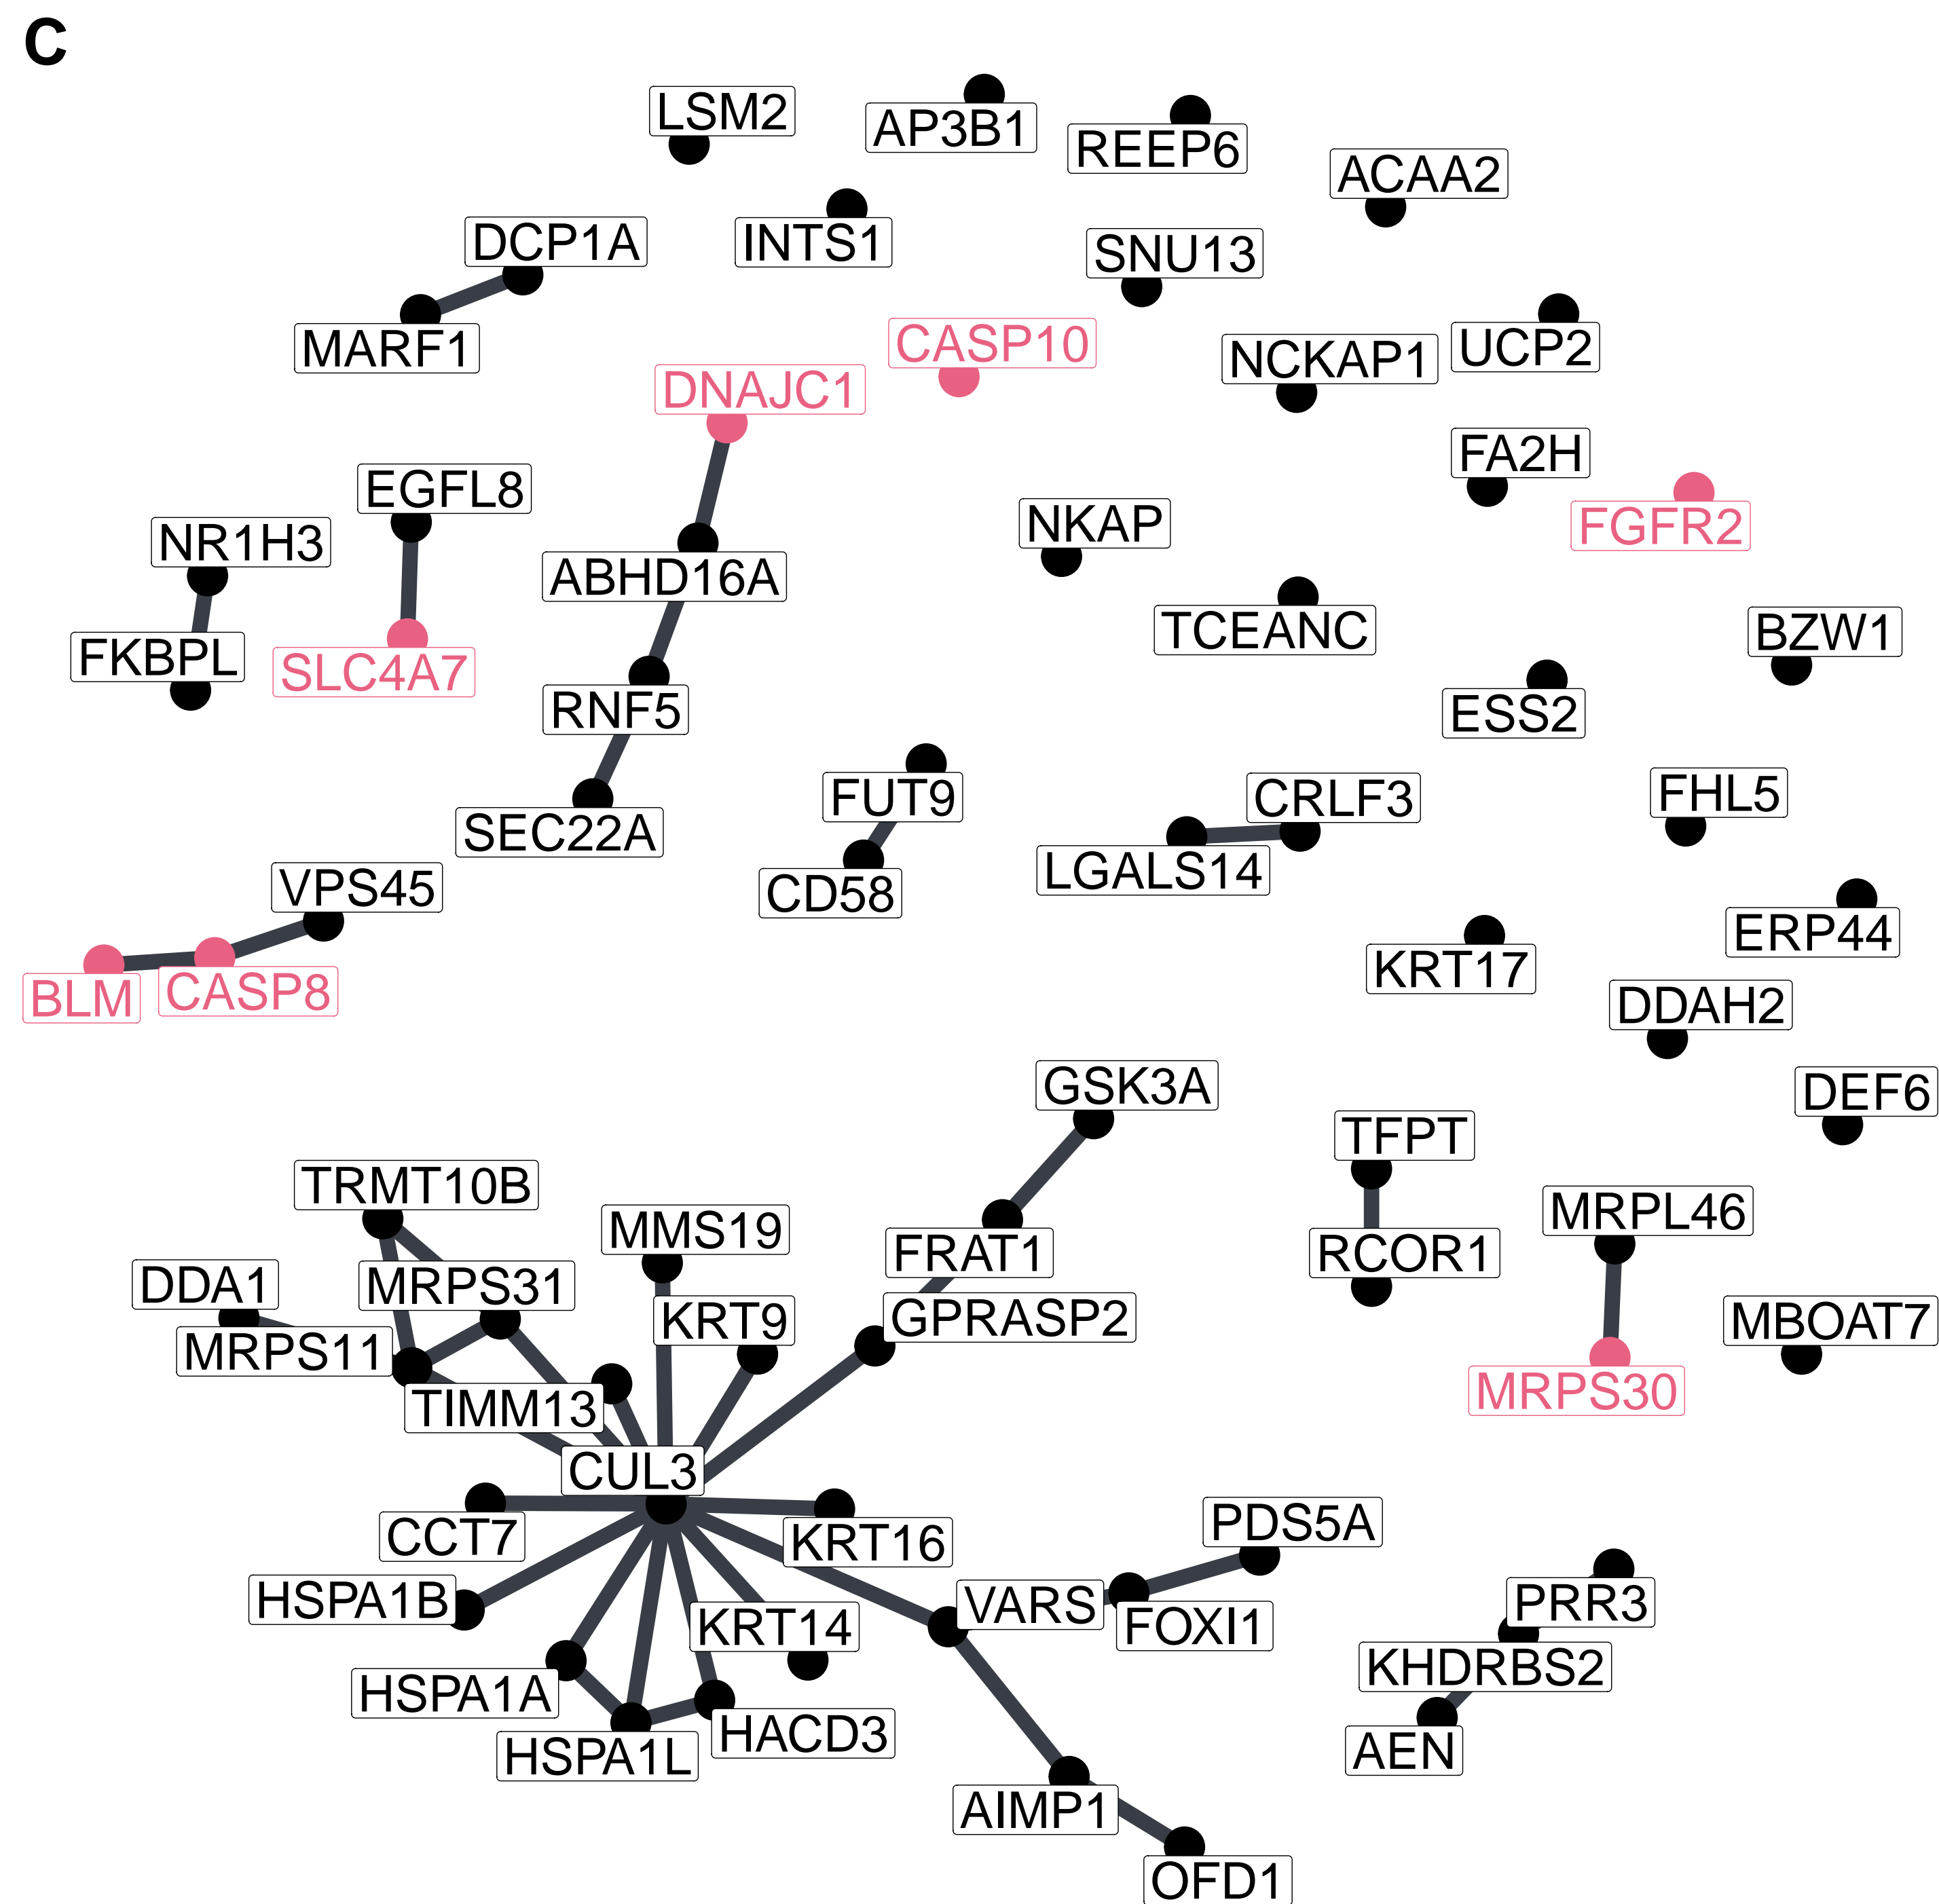 C
LSM2
AP3B1
REEP6
ACAA2
DCP1A
INTS1
SNU13
MARF1
CASP10
NCKAP1
UCP2
DNAJC1
EGFL8
FA2H
NR1H3
NKAP
FGFR2
ABHD16A
FKBPL
SLC4A7
TCEANC
BZW1
RNF5
ESS2
SEC22A
FUT9
CRLF3
FHL5
VPS45
CD58
LGALS14
ERP44
BLM
CASP8
KRT17
DDAH2
GSK3A
DEF6
TRMT10B
TFPT
MMS19
FRAT1
RCOR1
MRPL46
DDA1
MRPS31
KRT9
GPRASP2
MBOAT7
MRPS11
TIMM13
MRPS30
CUL3
CCT7
KRT16
PDS5A
HSPA1B
KRT14
VARS
FOXI1
PRR3
HSPA1A
KHDRBS2
HSPA1L
HACD3
AEN
AIMP1
OFD1